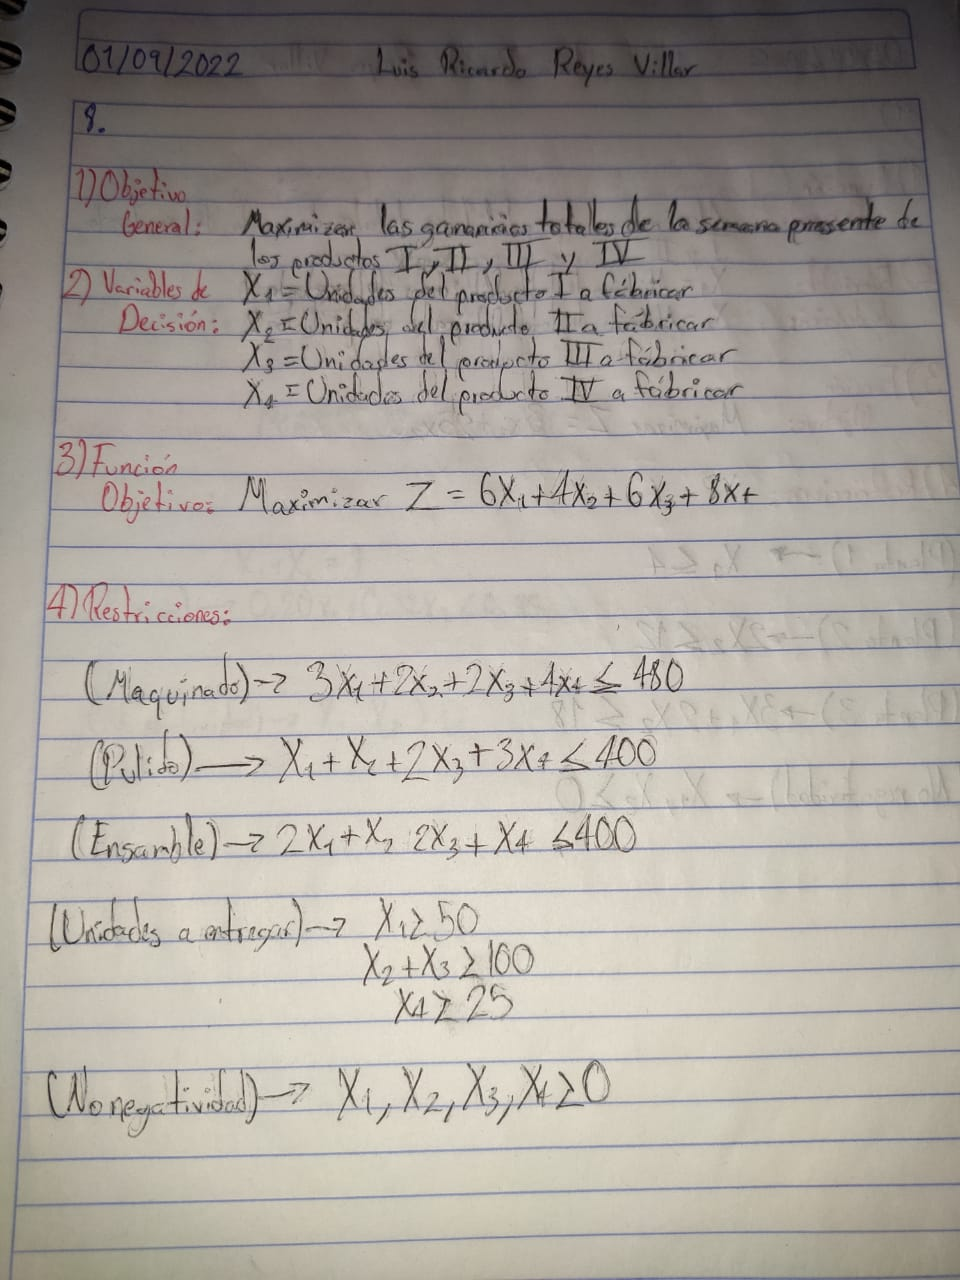 01/09/2022 Luis Ricardo Reyes Villar
8.
1) Objetivo
General: Maximizar las ganancias totales de la semana presente de
los productos I, II, III y IV
2) Variables de X1 = Unidades del producto I a fábricar
Decisión: X2 = Unidades del producto II a fábricar
X3 = Unidades del producto III a fábricar
X4 = Unidades del producto IV a fábricar
3) Función
Objetivo: Maximizar Z = 6X1 + 4X2 + 6X3 + 8X4
4) Restricciones:
(Maquinado) → 3X1 + 2X2 + 2X3 + 4X4 ≤ 480
(Pulido) → X1 + X2 + 2X3 + 3X4 ≤ 400
(Ensamble) → 2X1 + X2 2X3 + X4 ≤ 400
(Unidades a entregar) → X1 ≥ 50
X2 + X3 ≥ 100
X4 ≥ 25
(No negatividad) → X1, X2, X3, X4 ≥ 0